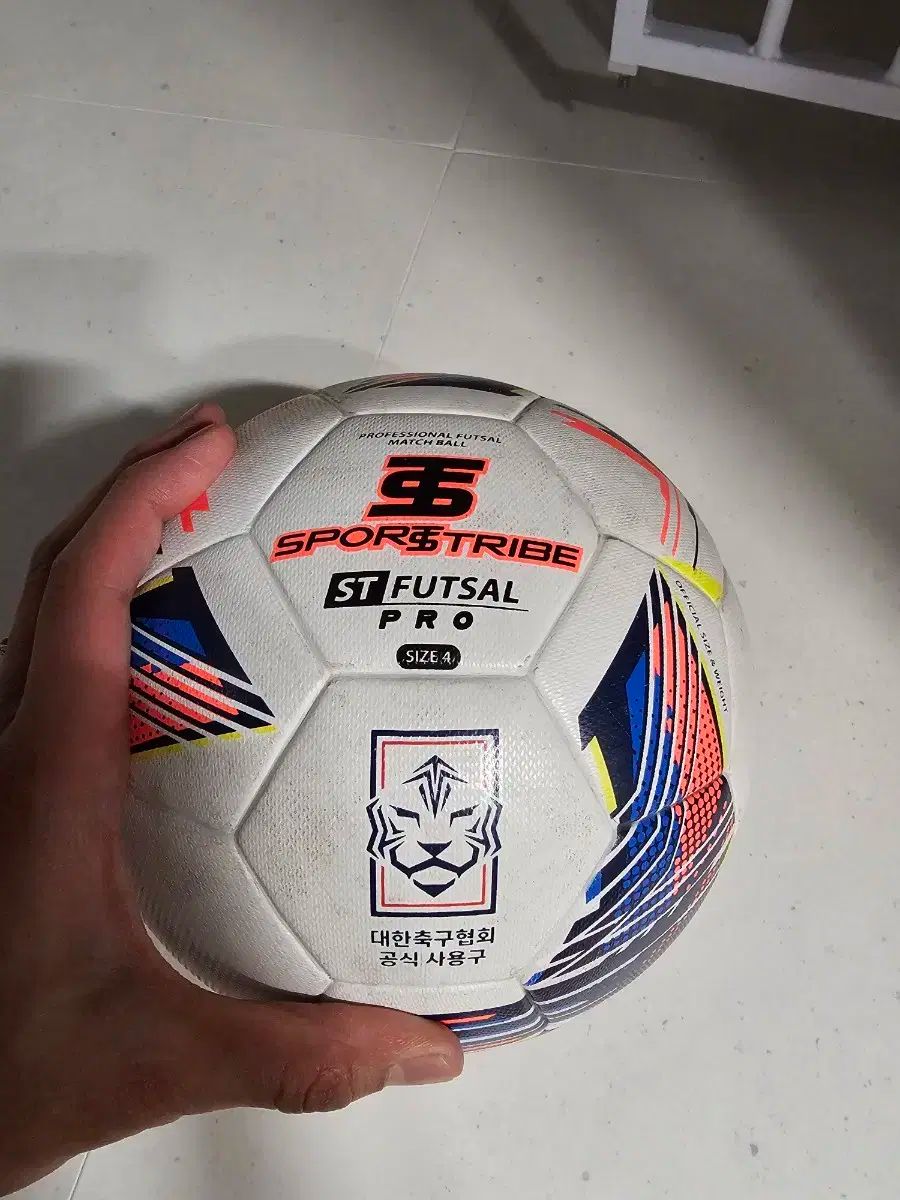 PROFESSIONAL FUTSAL
MATCH BALL
SPORTSTRIBE
ST FUTSAL
PRO
SIZE 4
OFFICIAL SIZE & WEIGHT
대한축구협회
공식 사용구